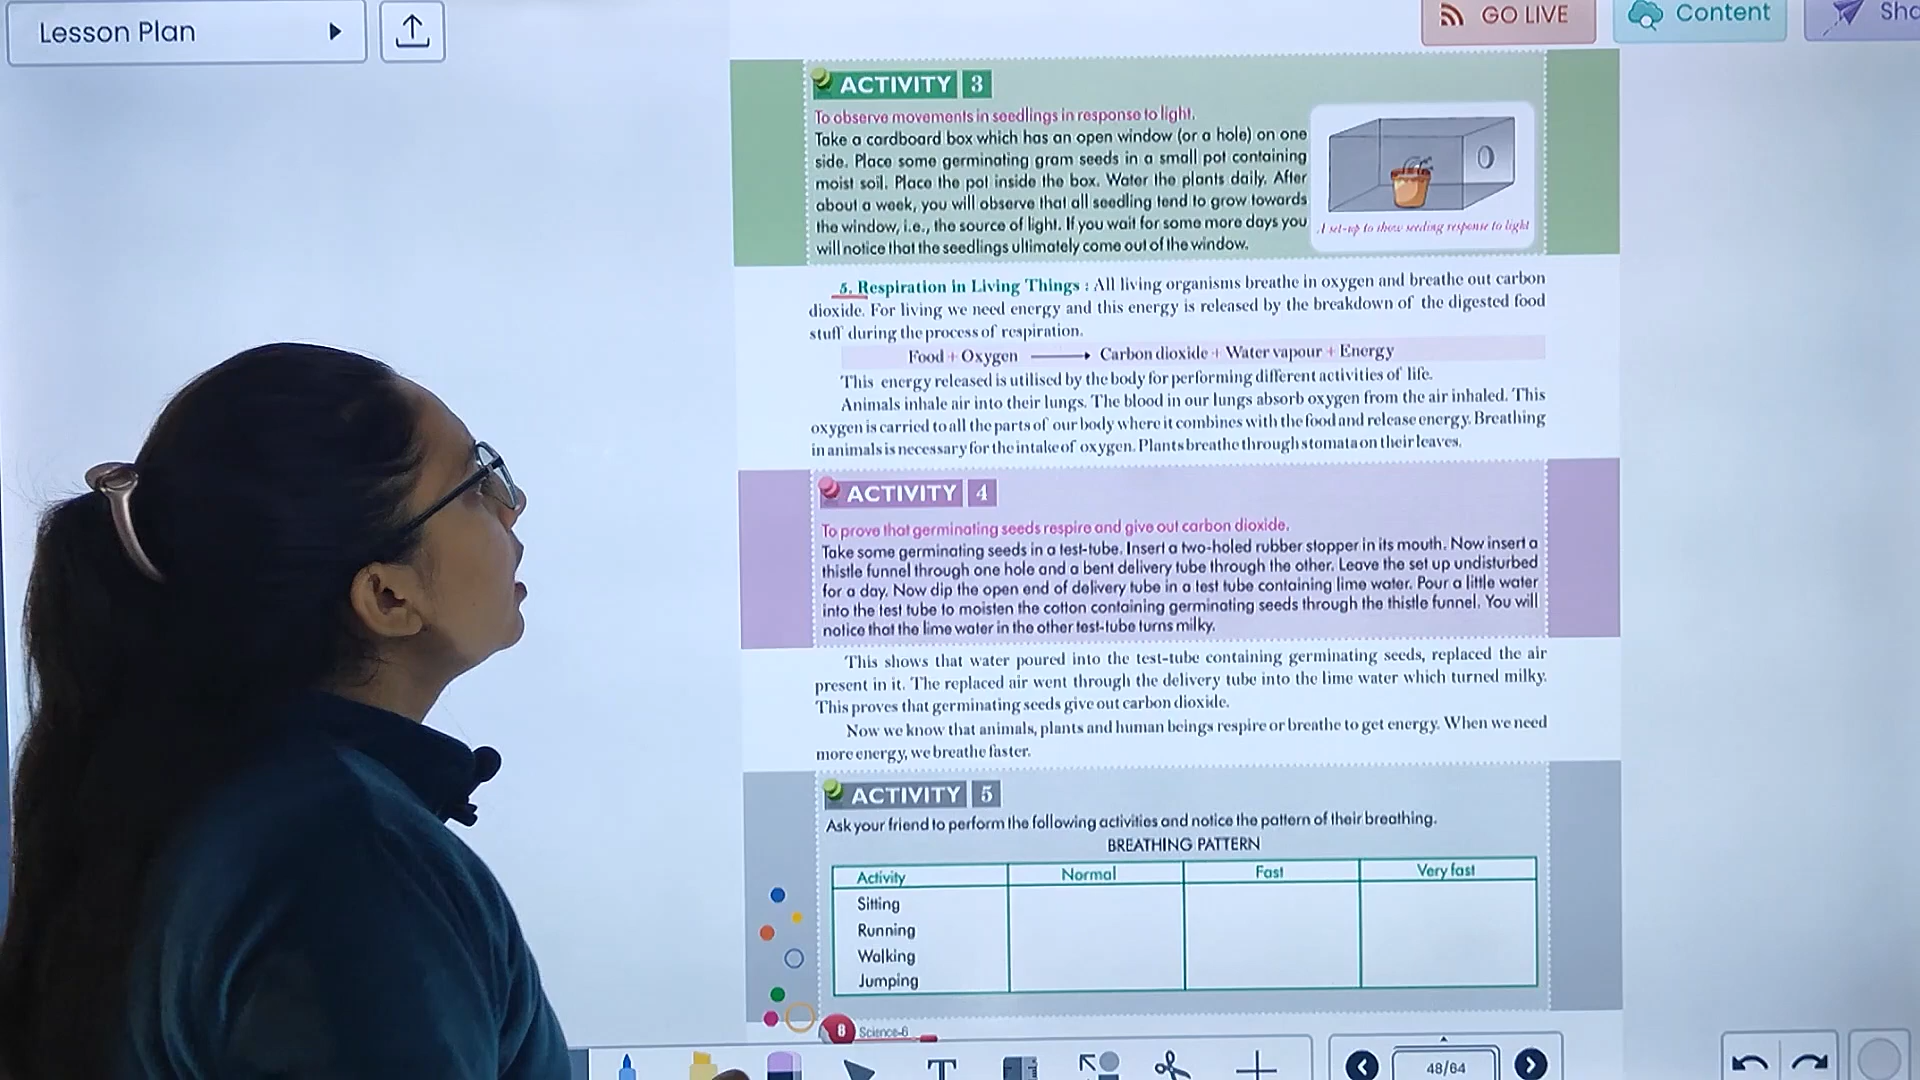 Lesson Plan
GO LIVE
Content
ACTIVITY 3
To observe movements in seedlings in response to light.
Take a cardboard box which has an open window (or a hole) on one
side. Place some germinating gram seeds in a small pot containing
moist soil. Place the pot inside the box. Water the plants daily. After
about a week, you will observe that all seedling tend to grow towards
the window, i.e., the source of light. If you wait for some more days you
will notice that the seedlings ultimately come out of the window.
A set-up to show seeding response to light
5. Respiration in Living Things : All living organisms breathe in oxygen and breathe out carbon
dioxide. For living we need energy and this energy is released by the breakdown of the digested food
stuff during the process of respiration.
Food + Oxygen ⟶ Carbon dioxide + Water vapour + Energy
This energy released is utilised by the body for performing different activities of life.
Animals inhale air into their lungs. The blood in our lungs absorb oxygen from the air inhaled. This
oxygen is carried to all the parts of our body where it combines with the food and release energy. Breathing
in animals is necessary for the intake of oxygen. Plants breathe through stomata on their leaves.
ACTIVITY 4
To prove that germinating seeds respire and give out carbon dioxide.
Take some germinating seeds in a test-tube. Insert a two-holed rubber stopper in its mouth. Now insert a
thistle funnel through one hole and a bent delivery tube through the other. Leave the set up undisturbed
for a day. Now dip the open end of delivery tube in a test tube containing lime water. Pour a little water
into the test tube to moisten the cotton containing germinating seeds through the thistle funnel. You will
notice that the lime water in the other test-tube turns milky.
This shows that water poured into the test-tube containing germinating seeds, replaced the air
present in it. The replaced air went through the delivery tube into the lime water which turned milky.
This proves that germinating seeds give out carbon dioxide.
Now we know that animals, plants and human beings respire or breathe to get energy. When we need
more energy, we breathe faster.
ACTIVITY 5
Ask your friend to perform the following activities and notice the pattern of their breathing.
BREATHING PATTERN
Activity Normal Fast Very fast
Sitting
Running
Walking
Jumping
8 Science-6
T
48/64